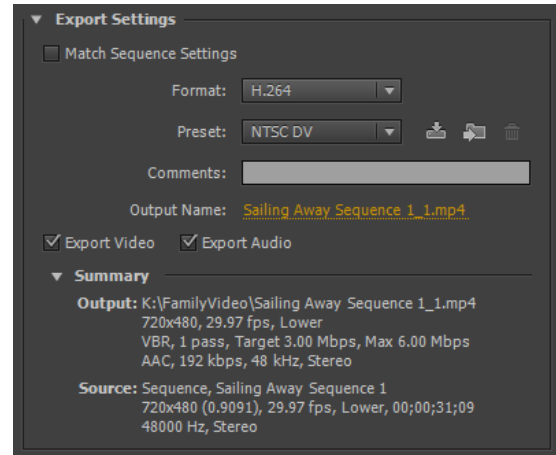 Export Settings
Match Sequence Settings
Format: H.264
Preset: NTSC DV
Comments:
Output Name: Sailing Away Sequence 1_1.mp4
Export Video Export Audio
Summary
Output: K:\FamilyVideo\Sailing Away Sequence 1_1.mp4
720x480, 29.97 fps, Lower
VBR, 1 pass, Target 3.00 Mbps, Max 6.00 Mbps
AAC, 192 kbps, 48 kHz, Stereo
Source: Sequence, Sailing Away Sequence 1
720x480 (0.9091), 29.97 fps, Lower, 00;00;31;09
48000 Hz, Stereo